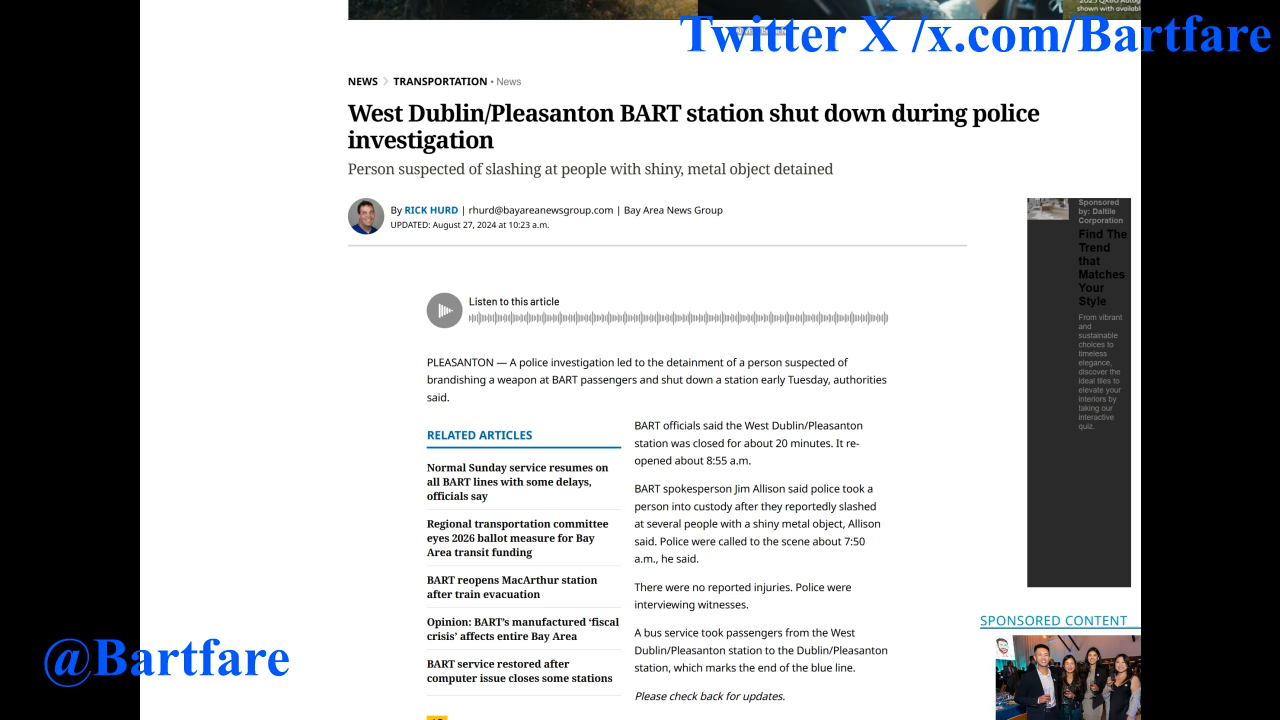 2025 QX80 Autograph
shown with available
Twitter X /x.com/Bartfare
NEWS > TRANSPORTATION • News
West Dublin/Pleasanton BART station shut down during police
investigation
Person suspected of slashing at people with shiny, metal object detained
By RICK HURD | rhurd@bayareanewsgroup.com | Bay Area News Group
UPDATED: August 27, 2024 at 10:23 a.m.
Listen to this article
PLEASANTON — A police investigation led to the detainment of a person suspected of
brandishing a weapon at BART passengers and shut down a station early Tuesday, authorities
said.
RELATED ARTICLES
Normal Sunday service resumes on
all BART lines with some delays,
officials say
Regional transportation committee
eyes 2026 ballot measure for Bay
Area transit funding
BART reopens MacArthur station
after train evacuation
Opinion: BART’s manufactured ‘fiscal
crisis’ affects entire Bay Area
BART service restored after
computer issue closes some stations
BART officials said the West Dublin/Pleasanton
station was closed for about 20 minutes. It re-
opened about 8:55 a.m.
BART spokesperson Jim Allison said police took a
person into custody after they reportedly slashed
at several people with a shiny metal object, Allison
said. Police were called to the scene about 7:50
a.m., he said.
There were no reported injuries. Police were
interviewing witnesses.
A bus service took passengers from the West
Dublin/Pleasanton station to the Dublin/Pleasanton
station, which marks the end of the blue line.
Please check back for updates.
Sponsored
by: Daltile
Corporation
Find The
Trend
that
Matches
Your
Style
From vibrant
and
sustainable
choices to
timeless
elegance,
discover the
ideal tiles to
elevate your
interiors by
taking our
interactive
quiz.
SPONSORED CONTENT
@Bartfare